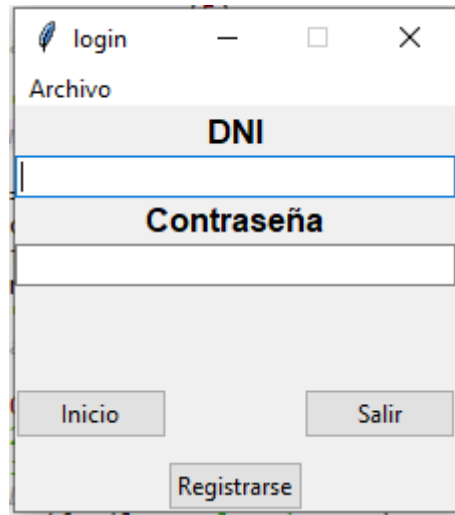 login
Archivo
DNI
Contraseña
Inicio Salir
Registrarse